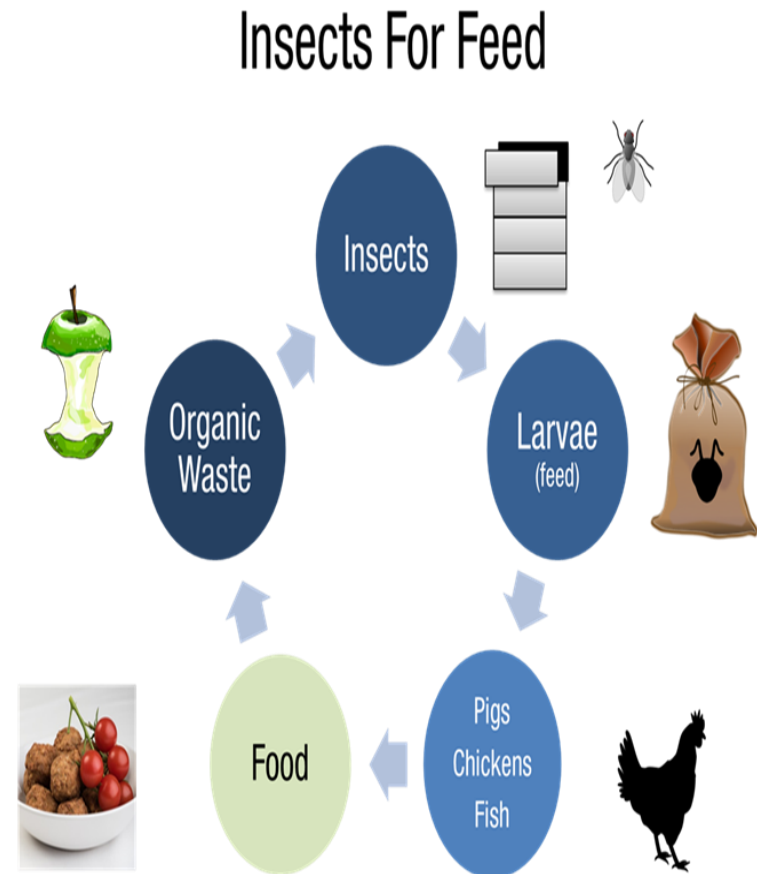 Insects For Feed
Insects
Larvae
(feed)
Pigs
Chickens
Fish
Food
Organic
Waste